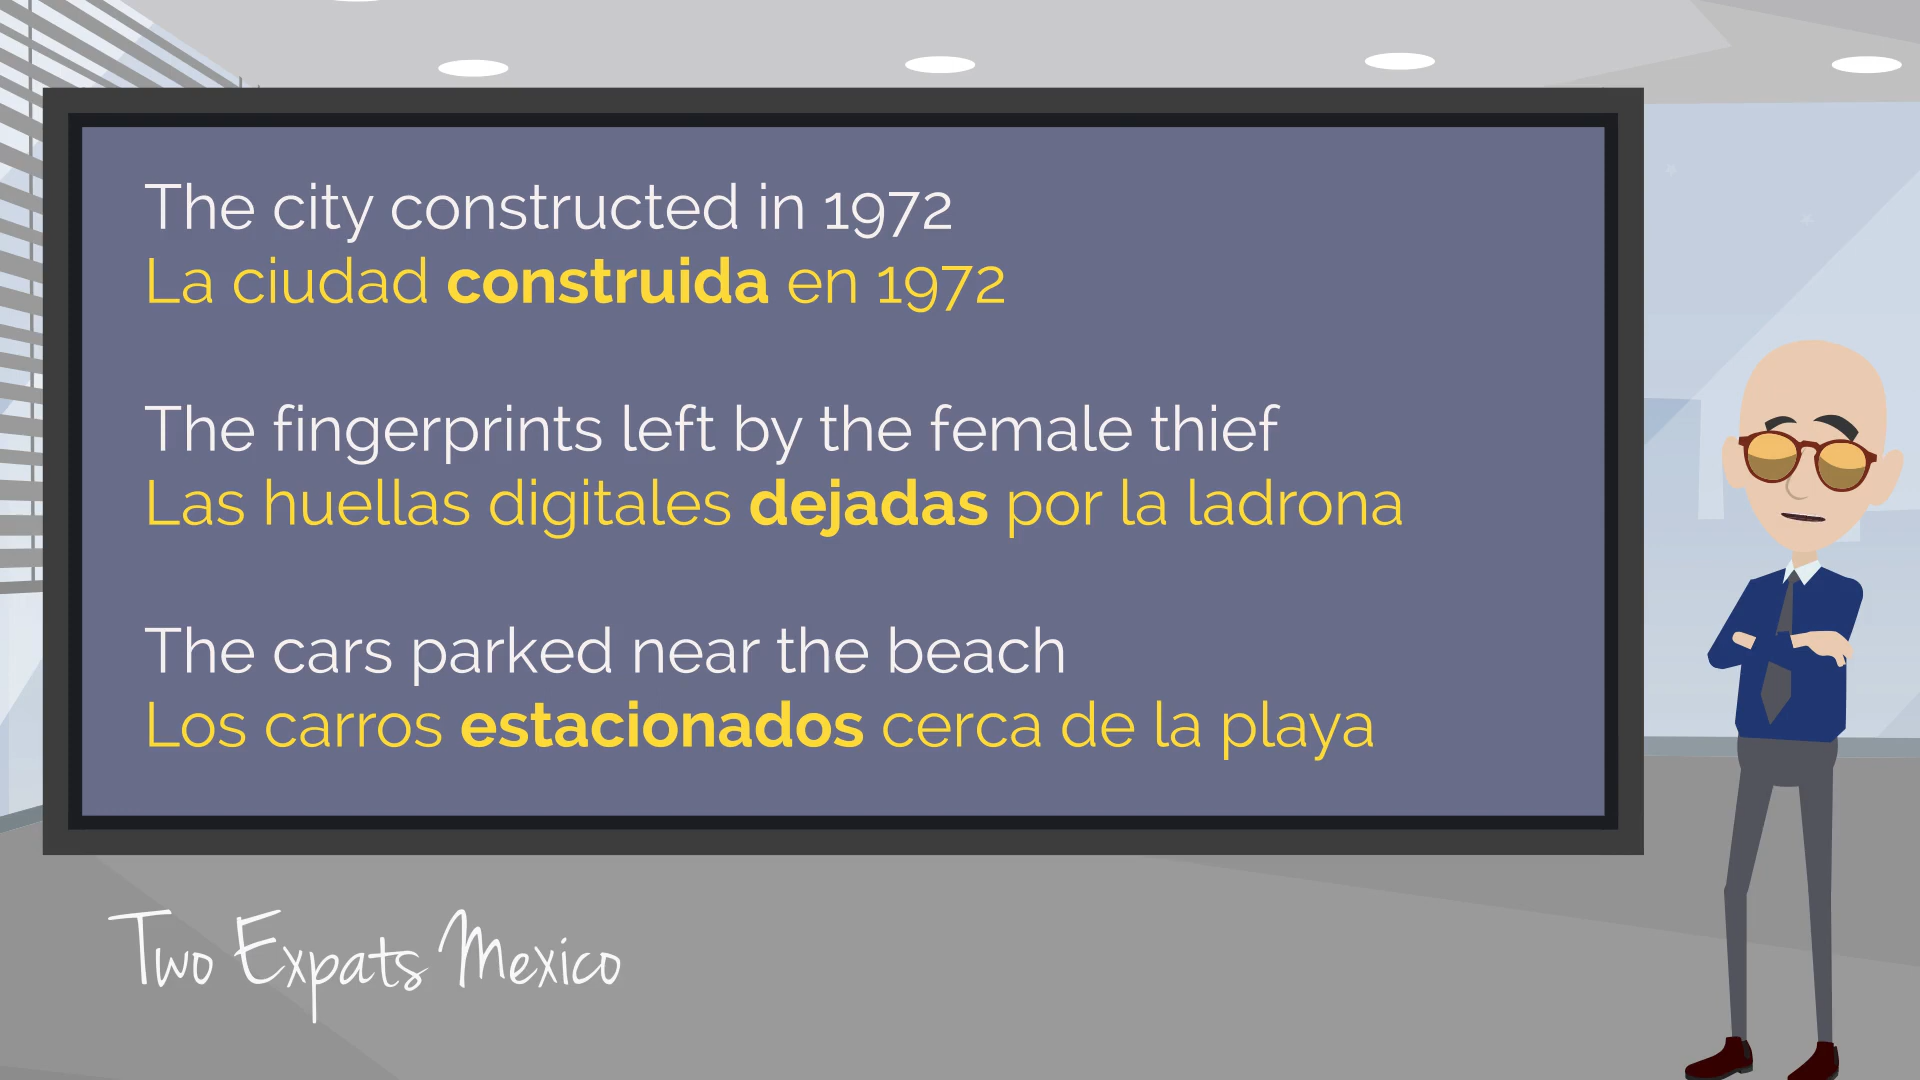 The city constructed in 1972
La ciudad construida en 1972
The fingerprints left by the female thief
Las huellas digitales dejadas por la ladrona
The cars parked near the beach
Los carros estacionados cerca de la playa
Two Expats Mexico